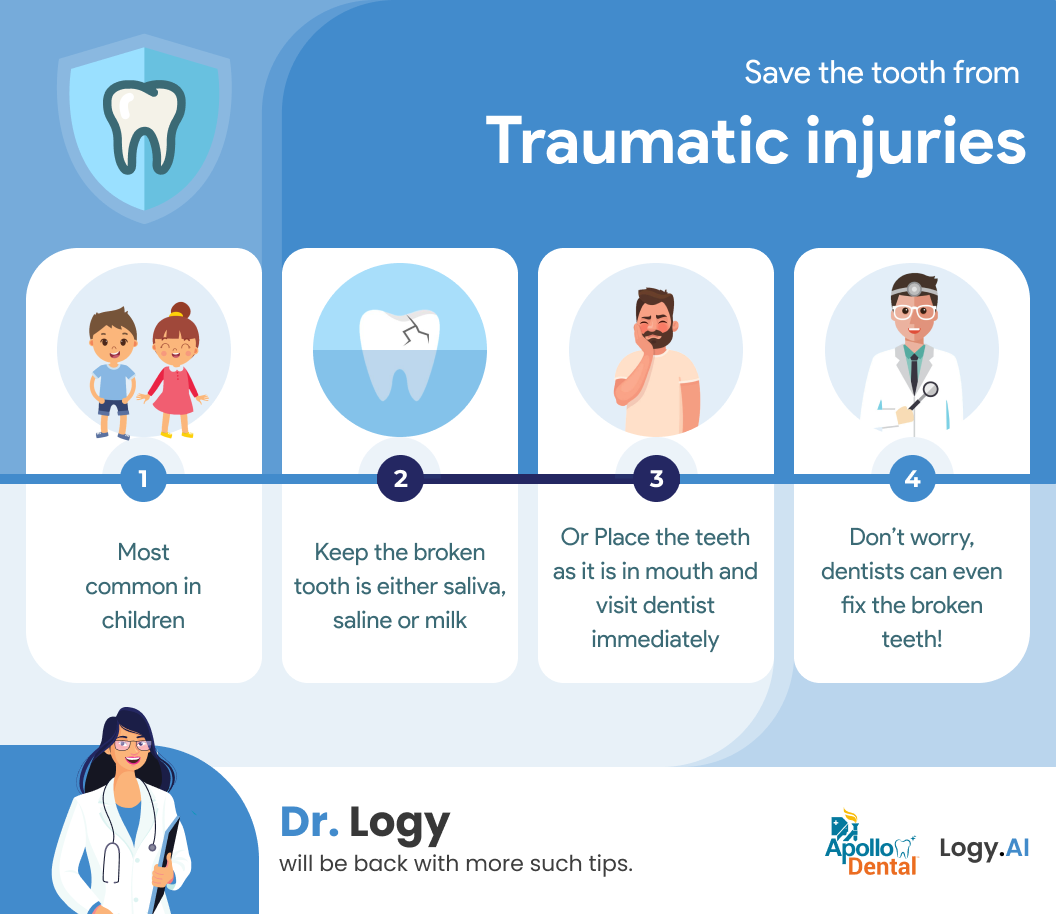 Save the tooth from
Traumatic injuries
1
Most
common in
children
2
Keep the broken
tooth is either saliva,
saline or milk
3
Or Place the teeth
as it is in mouth and
visit dentist
immediately
4
Don’t worry,
dentists can even
fix the broken
teeth!
Dr. Logy
will be back with more such tips.
Apollo
Dental
Logy.AI